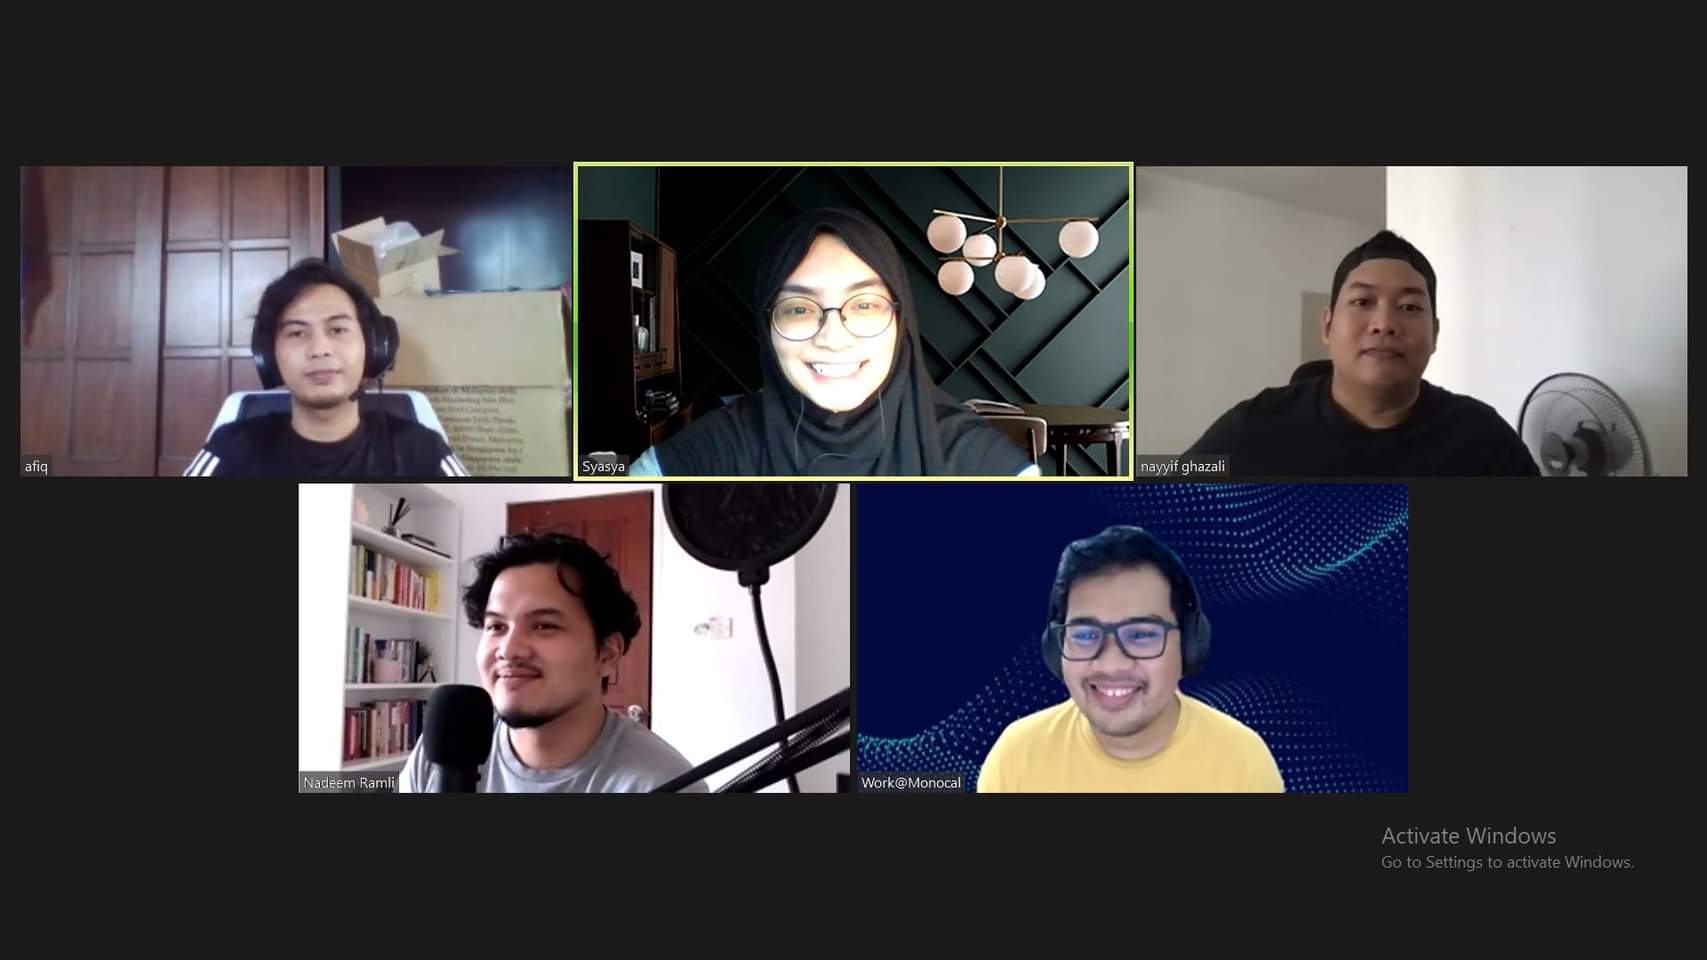 afiq
Syasya
nayyif ghazali
Nadeem Ramli
Work@Monocal
Activate Windows
Go to Settings to activate Windows.